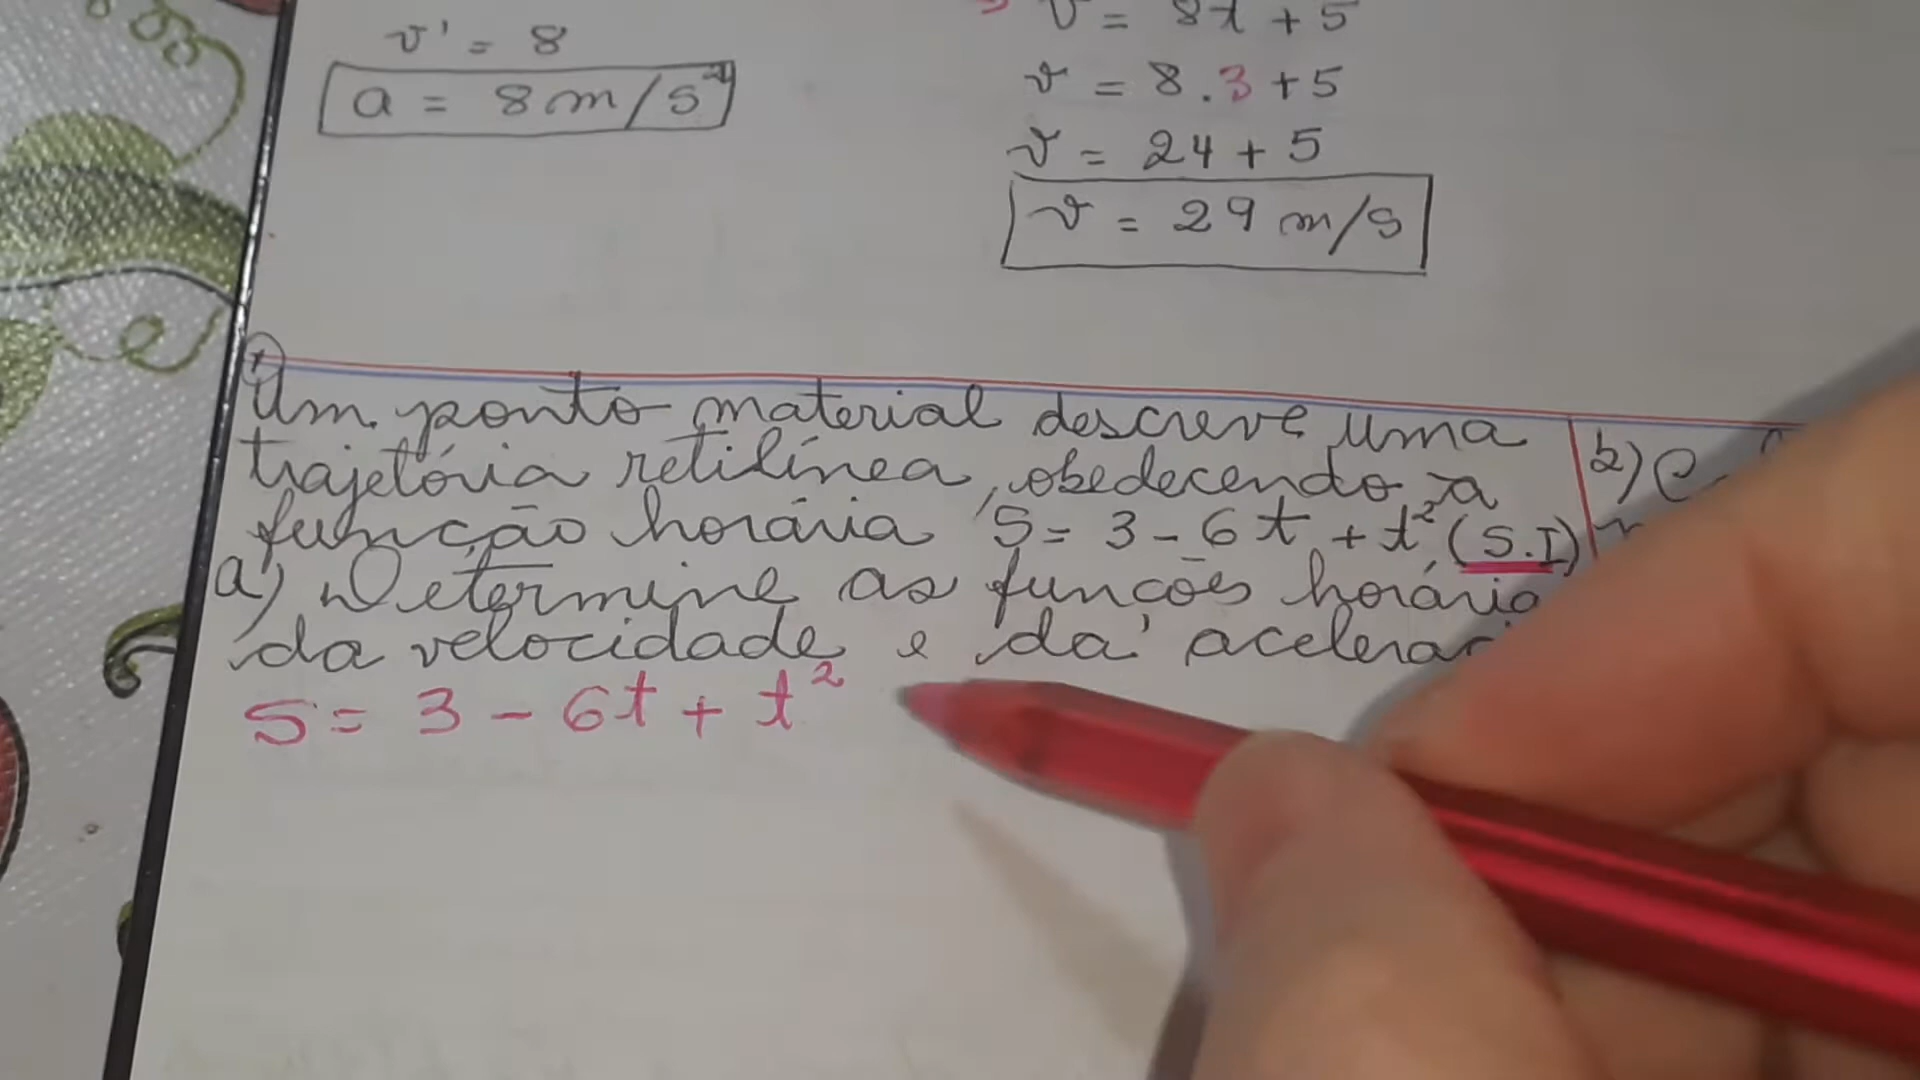 v' = 8
a = 8 m/s²
v = 8t + 5
v = 8.3 + 5
v = 24 + 5
v = 29 m/s
Um ponto material descreve uma
trajetória retilínea, obedecendo a
função horária S = 3 - 6t + t² (S.I)
a) Determine as funções horária
da velocidade e da
S = 3 - 6t + t²
b)